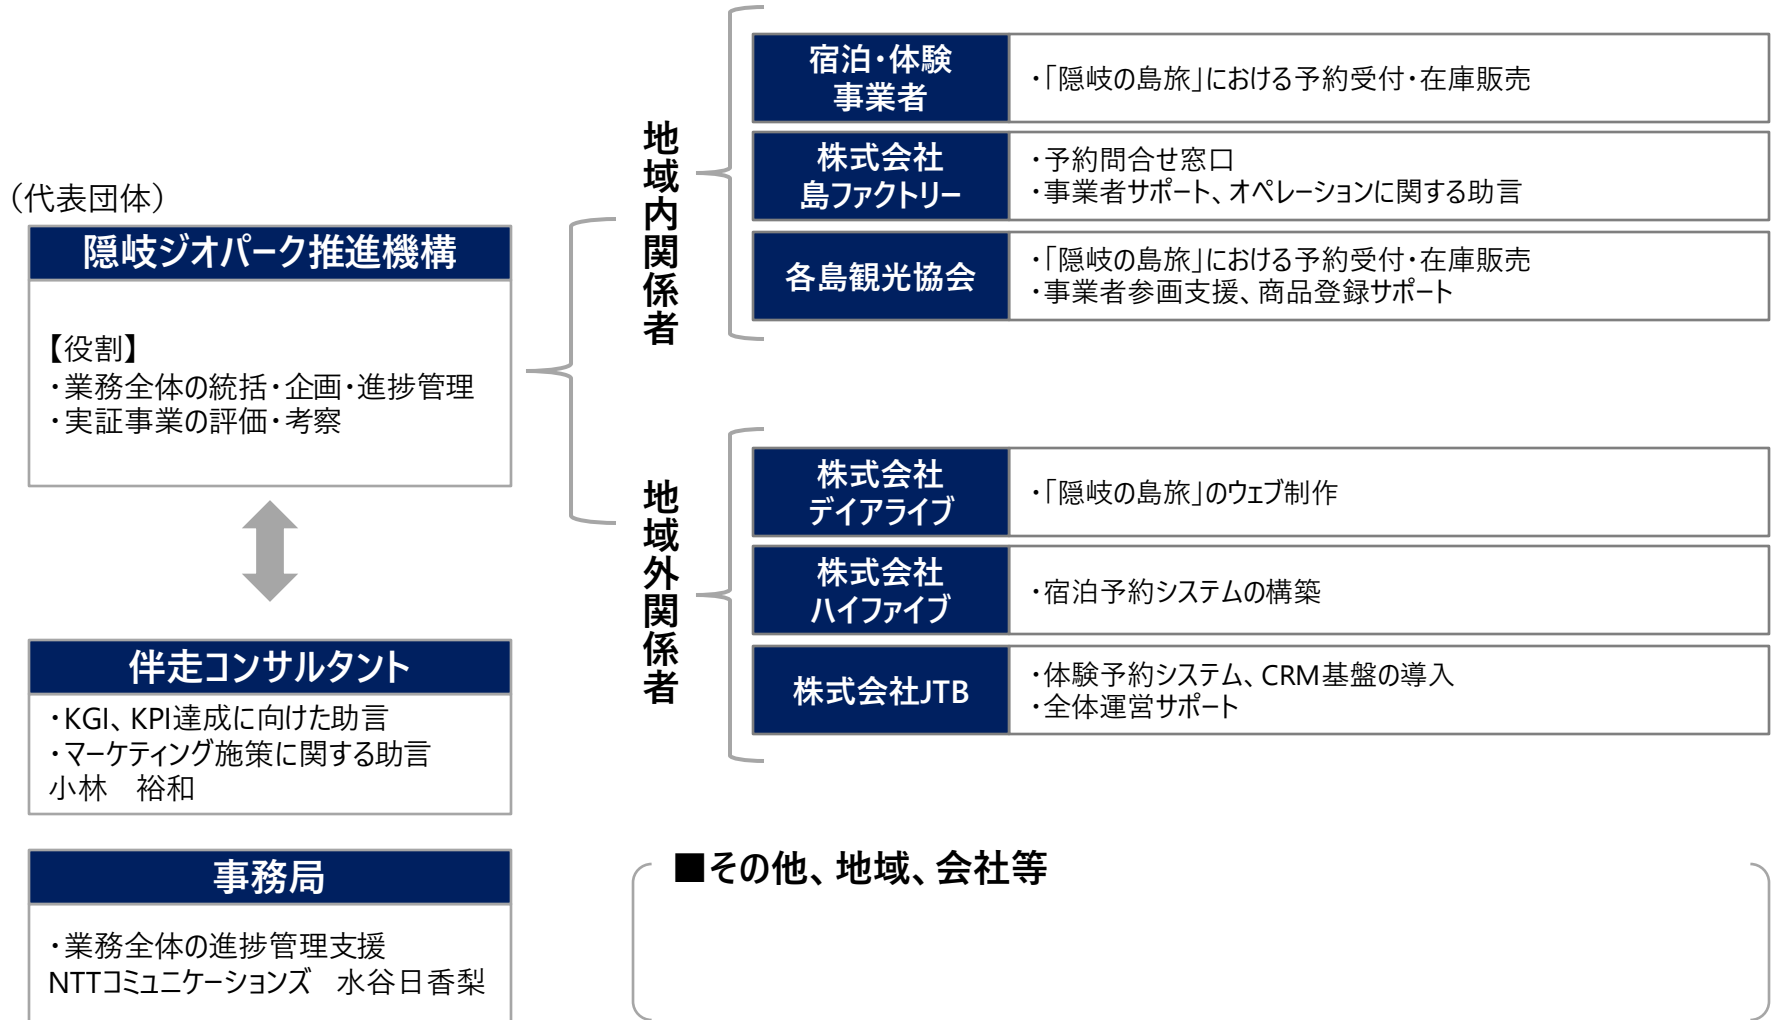 （代表団体）
隠岐ジオパーク推進機構
【役割】
・業務全体の統括・企画・進捗管理
・実証事業の評価・考察
伴走コンサルタント
・KGI、KPI達成に向けた助言
・マーケティング施策に関する助言
小林　裕和
事務局
・業務全体の進捗管理支援
NTTコミュニケーションズ　水谷日香梨
地域内関係者
宿泊・体験
事業者
・「隠岐の島旅」における予約受付・在庫販売
株式会社
島ファクトリー
・予約問合せ窓口
・事業者サポート、オペレーションに関する助言
各島観光協会
・「隠岐の島旅」における予約受付・在庫販売
・事業者参画支援、商品登録サポート
地域外関係者
株式会社
デイアライブ
・「隠岐の島旅」のウェブ制作
株式会社
ハイファイブ
・宿泊予約システムの構築
株式会社JTB
・体験予約システム、CRM基盤の導入
・全体運営サポート
■その他、地域、会社等